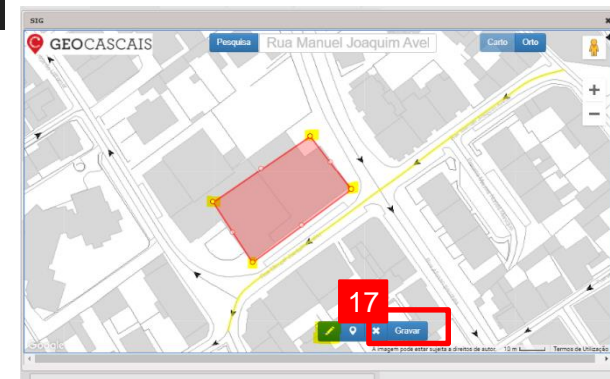 SIG
GEOCASCAIS
Pesquisa
Rua Manuel Joaquim Avel
Carto
Orto
+
−
17
Gravar
Google
A imagem pode estar sujeita a direitos de autor.
10 m
Termos de Utilização